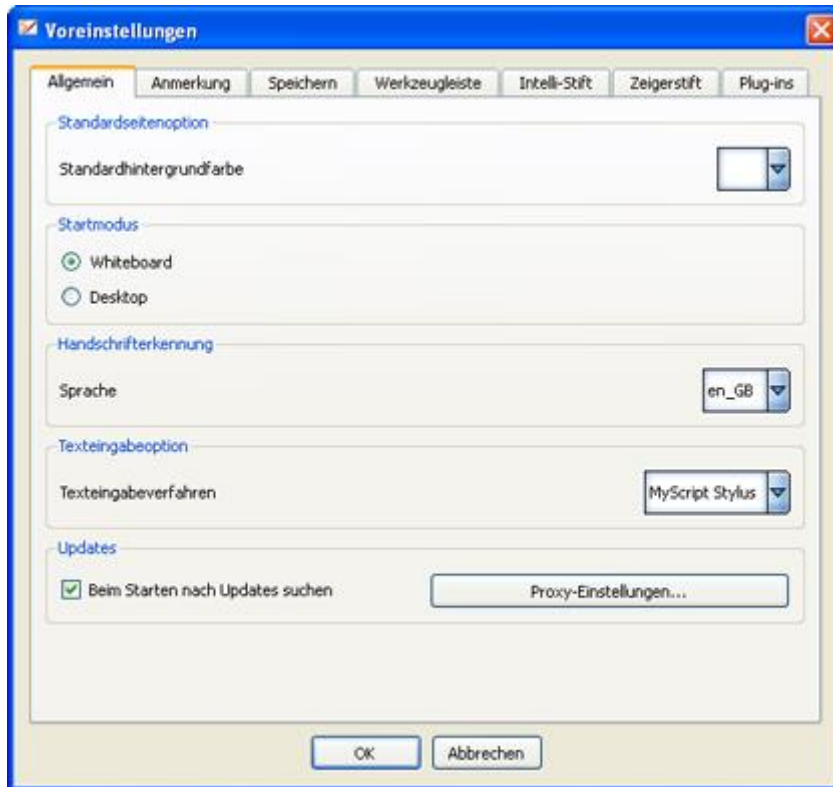 Voreinstellungen
Allgemein Anmerkung Speichern Werkzeugleiste Intelli-Stift Zeigerstift Plug-ins
Standardseitenoption
Standardhintergrundfarbe
Startmodus
Whiteboard
Desktop
Handschrifterkennung
Sprache en_GB
Texteingabeoption
Texteingabeverfahren MyScript Stylus
Updates
Beim Starten nach Updates suchen Proxy-Einstellungen...
OK Abbrechen